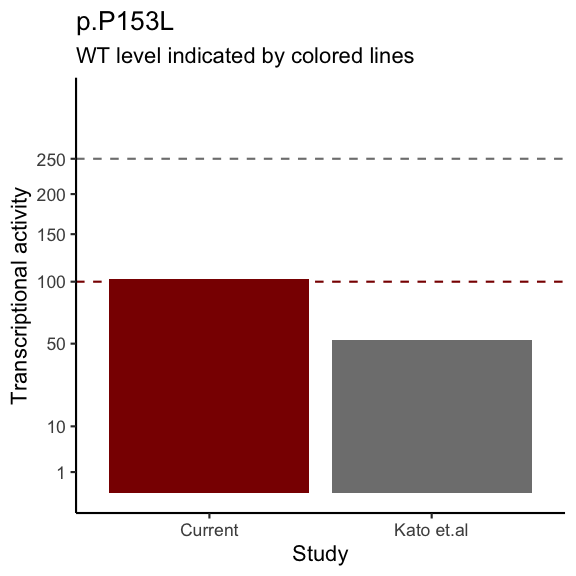 p.P153L
WT level indicated by colored lines
Transcriptional activity
250
200
150
100
50
10
1
Current
Kato et.al
Study